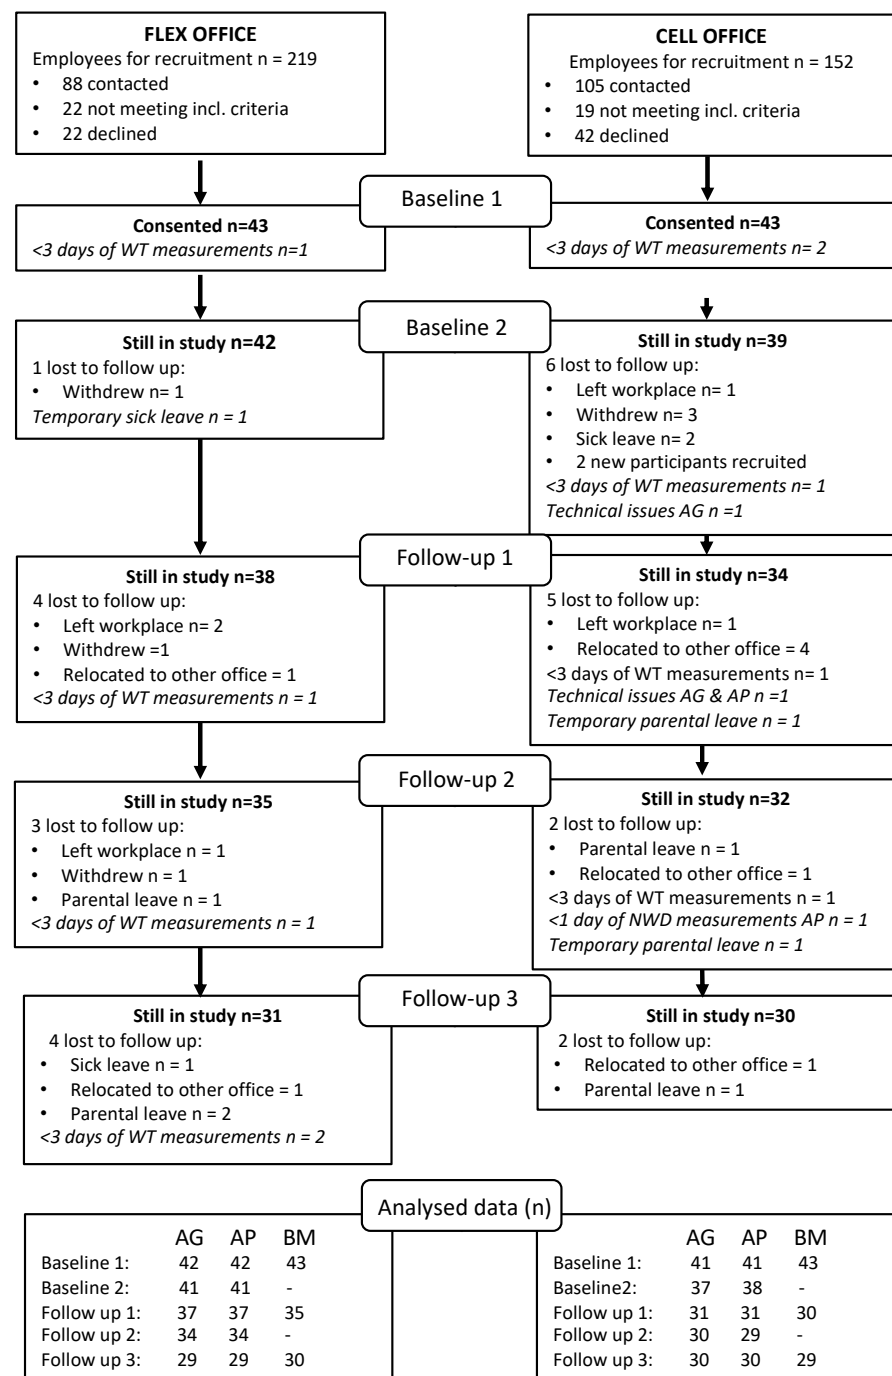 FLEX OFFICE
Employees for recruitment n = 219
• 88 contacted
• 22 not meeting incl. criteria
• 22 declined
CELL OFFICE
Employees for recruitment n = 152
• 105 contacted
• 19 not meeting incl. criteria
• 42 declined
Baseline 1
Consented n=43
<3 days of WT measurements n=1
Consented n=43
<3 days of WT measurements n= 2
Baseline 2
Still in study n=42
1 lost to follow up:
• Withdrew n= 1
Temporary sick leave n = 1
Still in study n=39
6 lost to follow up:
• Left workplace n= 1
• Withdrew n= 3
• Sick leave n= 2
• 2 new participants recruited
<3 days of WT measurements n= 1
Technical issues AG n =1
Follow-up 1
Still in study n=38
4 lost to follow up:
• Left workplace n= 2
• Withdrew =1
• Relocated to other office = 1
<3 days of WT measurements n = 1
Still in study n=34
5 lost to follow up:
• Left workplace n= 1
• Relocated to other office = 4
<3 days of WT measurements n= 1
Technical issues AG & AP n =1
Temporary parental leave n = 1
Follow-up 2
Still in study n=35
3 lost to follow up:
• Left workplace n = 1
• Withdrew n = 1
• Parental leave n = 1
<3 days of WT measurements n = 1
Still in study n=32
2 lost to follow up:
• Parental leave n = 1
• Relocated to other office = 1
<3 days of WT measurements n = 1
<1 day of NWD measurements AP n = 1
Temporary parental leave n = 1
Follow-up 3
Still in study n=31
4 lost to follow up:
• Sick leave n = 1
• Relocated to other office = 1
• Parental leave n = 2
<3 days of WT measurements n = 2
Still in study n=30
2 lost to follow up:
• Relocated to other office = 1
• Parental leave n = 1
Analysed data (n)
AG AP BM
Baseline 1: 42 42 43
Baseline 2: 41 41 -
Follow up 1: 37 37 35
Follow up 2: 34 34 -
Follow up 3: 29 29 30
AG AP BM
Baseline 1: 41 41 43
Baseline2: 37 38 -
Follow up 1: 31 31 30
Follow up 2: 30 29 -
Follow up 3: 30 30 29